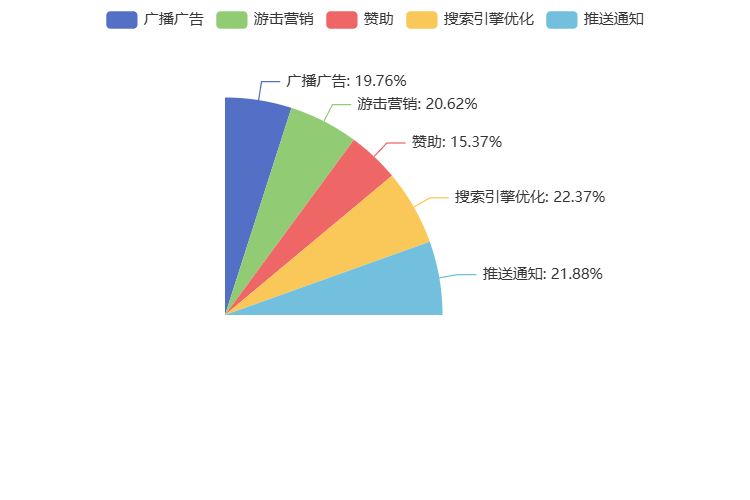 广播广告 游击营销 赞助 搜索引擎优化 推送通知
广播广告: 19.76%
游击营销: 20.62%
赞助: 15.37%
搜索引擎优化: 22.37%
推送通知: 21.88%